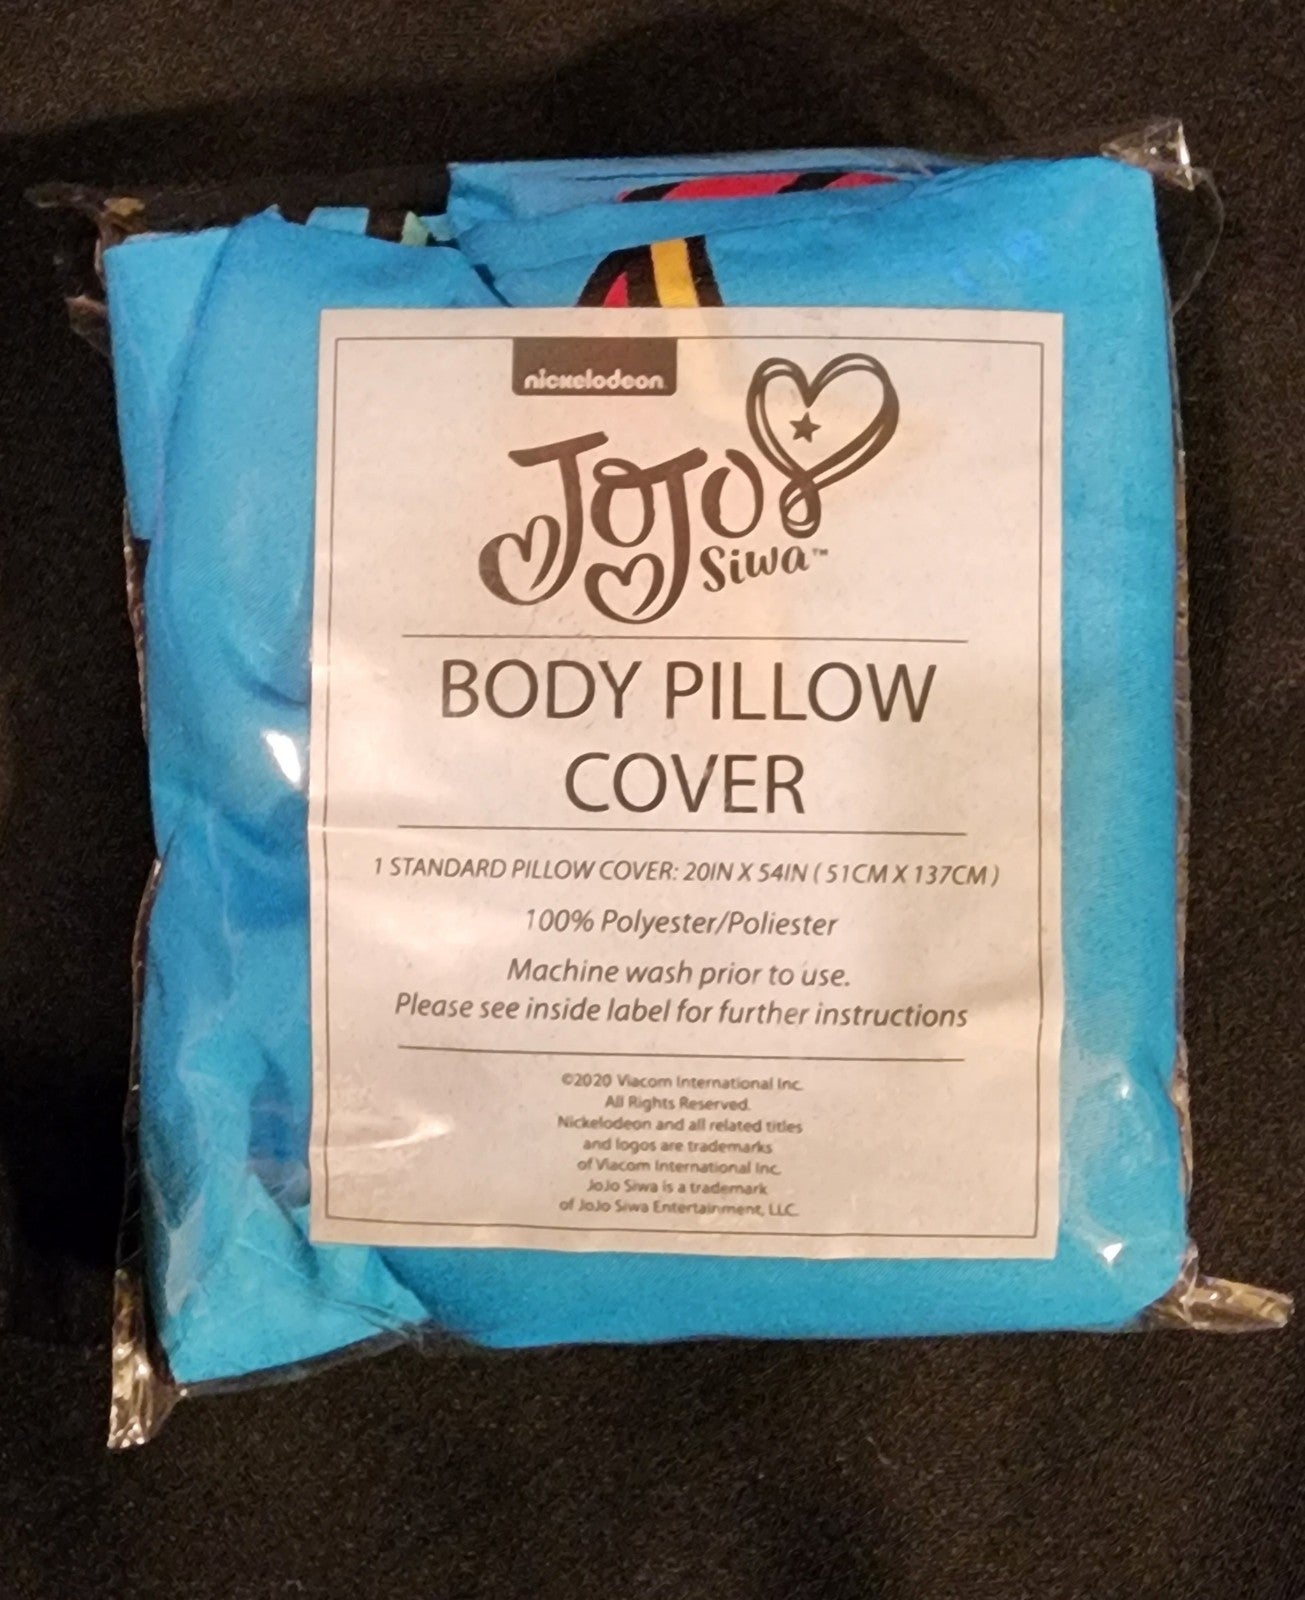 nickelodeon
JoJo
Siwa™
BODY PILLOW
COVER
1 STANDARD PILLOW COVER: 20IN X 54IN ( 51CM X 137CM )
100% Polyester/Poliester
Machine wash prior to use.
Please see inside label for further instructions
©2020 Viacom International Inc.
All Rights Reserved.
Nickelodeon and all related titles
and logos are trademarks
of Viacom International Inc.
JoJo Siwa is a trademark
of JoJo Siwa Entertainment, LLC.